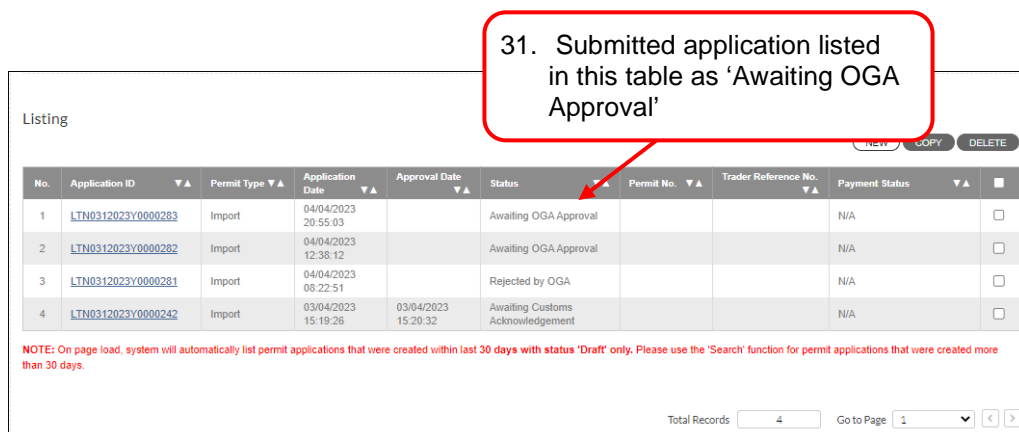 31. Submitted application listed
in this table as ‘Awaiting OGA
Approval’
Listing
NEW COPY DELETE
No. Application ID ▼▲ Permit Type ▼▲ Application Date ▼▲ Approval Date ▼▲ Status ▼▲ Permit No. ▼▲ Trader Reference No. ▼▲ Payment Status ▼▲
1 LTN0312023Y0000283 Import 04/04/2023 20:55:03 Awaiting OGA Approval N/A
2 LTN0312023Y0000282 Import 04/04/2023 12:38:12 Awaiting OGA Approval N/A
3 LTN0312023Y0000281 Import 04/04/2023 08:22:51 Rejected by OGA N/A
4 LTN0312023Y0000242 Import 03/04/2023 15:19:26 03/04/2023 15:20:32 Awaiting Customs Acknowledgement N/A
NOTE: On page load, system will automatically list permit applications that were created within last 30 days with status 'Draft' only. Please use the 'Search' function for permit applications that were created more
than 30 days.
Total Records 4 Go to Page 1 < >